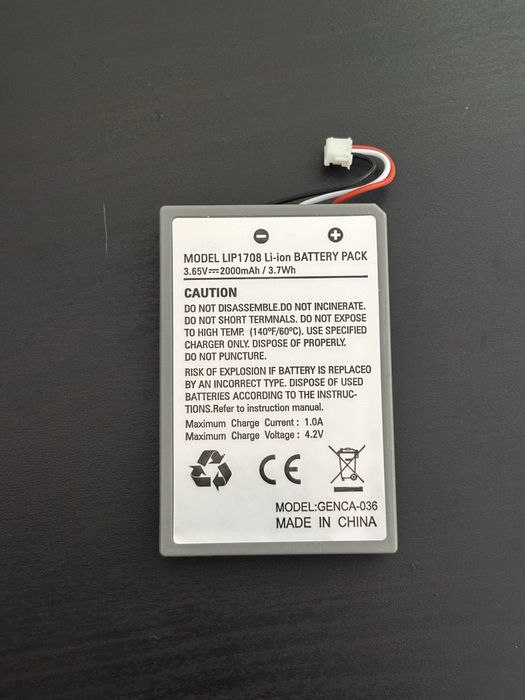 MODEL LIP1708 Li-ion BATTERY PACK
3.65V⎓2000mAh / 3.7Wh
CAUTION
DO NOT DISASSEMBLE.DO NOT INCINERATE.
DO NOT SHORT TERMNALS. DO NOT EXPOSE
TO HIGH TEMP. (140ºF/60ºC). USE SPECIFIED
CHARGER ONLY. DISPOSE OF PROPERLY.
DO NOT PUNCTURE.
RISK OF EXPLOSION IF BATTERY IS REPLACED
BY AN INCORRECT TYPE. DISPOSE OF USED
BATTERIES ACCORDING TO THE INSTRUC-
TIONS.Refer to instruction manual.
Maximum Charge Current : 1.0A
Maximum Charge Voltage : 4.2V
CE
MODEL:GENCA-036
MADE IN CHINA